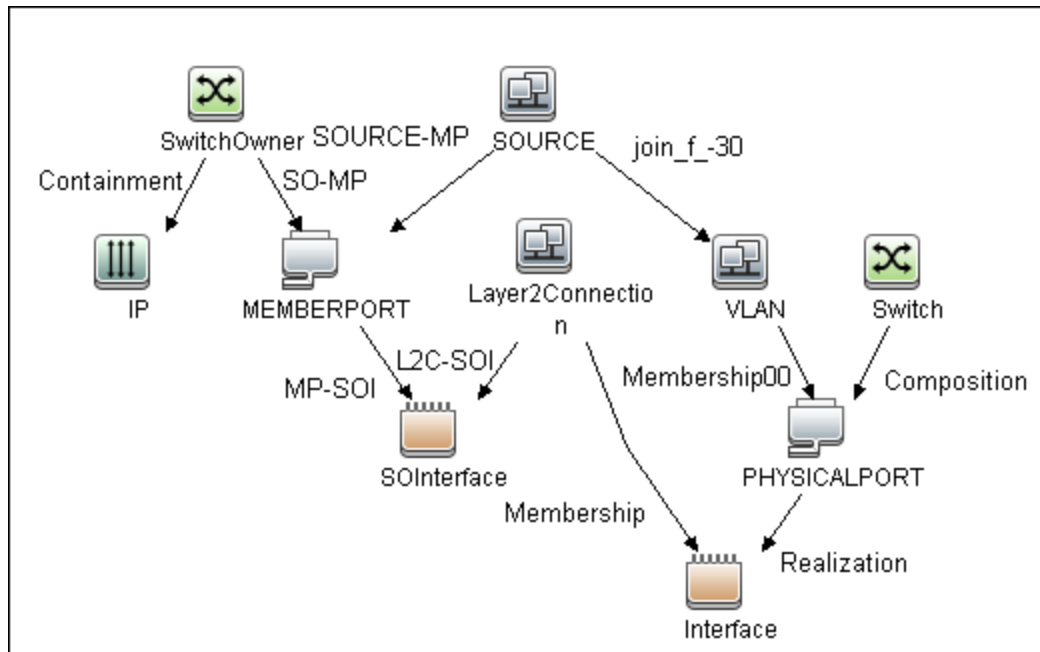 SwitchOwner
SOURCE-MP
SOURCE
join_f_-30
Containment
SO-MP
IP
MEMBERPORT
Layer2Connectio
n
VLAN
Switch
MP-SOI
L2C-SOI
Membership00
Composition
SOInterface
PHYSICALPORT
Membership
Realization
Interface